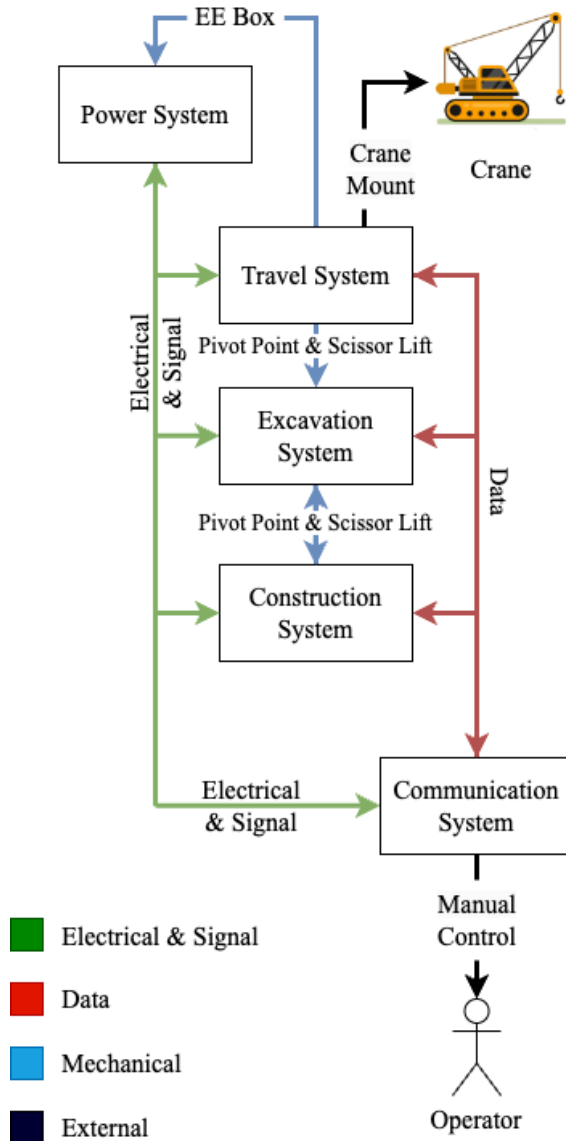 EE Box
Power System
Crane
Mount
Crane
Travel System
Electrical
& Signal
Pivot Point & Scissor Lift
Excavation
System
Data
Pivot Point & Scissor Lift
Construction
System
Electrical
& Signal
Communication
System
Manual
Control
Electrical & Signal
Data
Mechanical
External
Operator